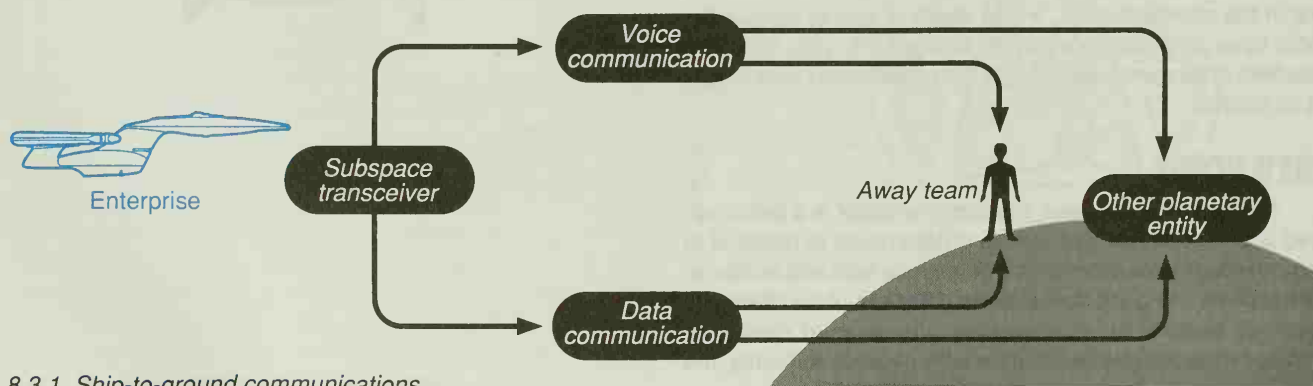 Voice
communication
Subspace
transceiver
Enterprise
Away team
Other planetary
entity
Data
communication
8.3.1 Ship-to-ground communications